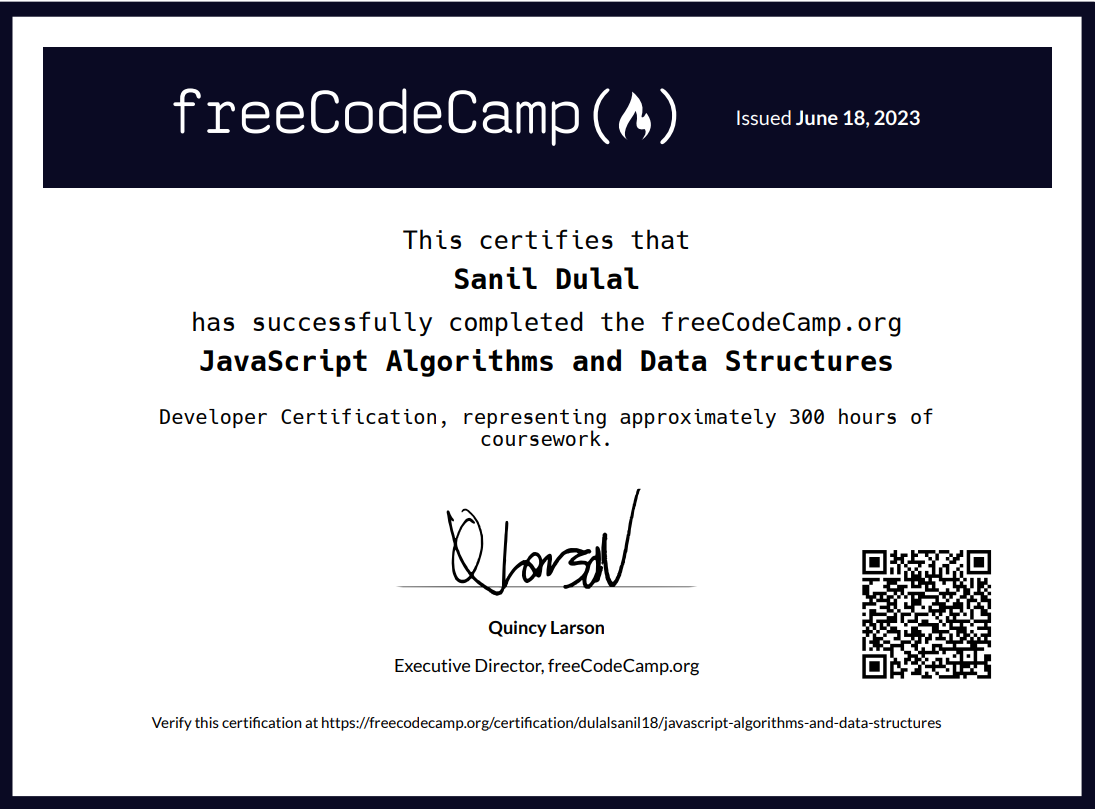 freeCodeCamp(🔥)
Issued June 18, 2023
This certifies that
Sanil Dulal
has successfully completed the freeCodeCamp.org
JavaScript Algorithms and Data Structures
Developer Certification, representing approximately 300 hours of
coursework.
Q Larson
Quincy Larson
Executive Director, freeCodeCamp.org
Verify this certification at https://freecodecamp.org/certification/dulalsanil18/javascript-algorithms-and-data-structures